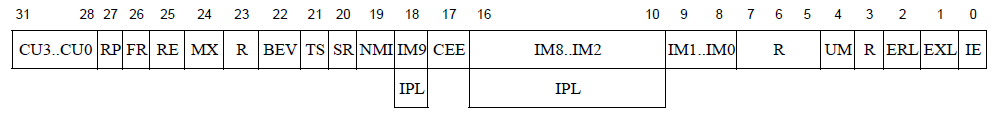 31 28 27 26 25 24 23 22 21 20 19 18 17 16 10 9 8 7 6 5 4 3 2 1 0
CU3..CU0 RP FR RE MX R BEV TS SR NMI IM9 CEE IM8..IM2 IM1..IM0 R UM R ERL EXL IE
IPL IPL